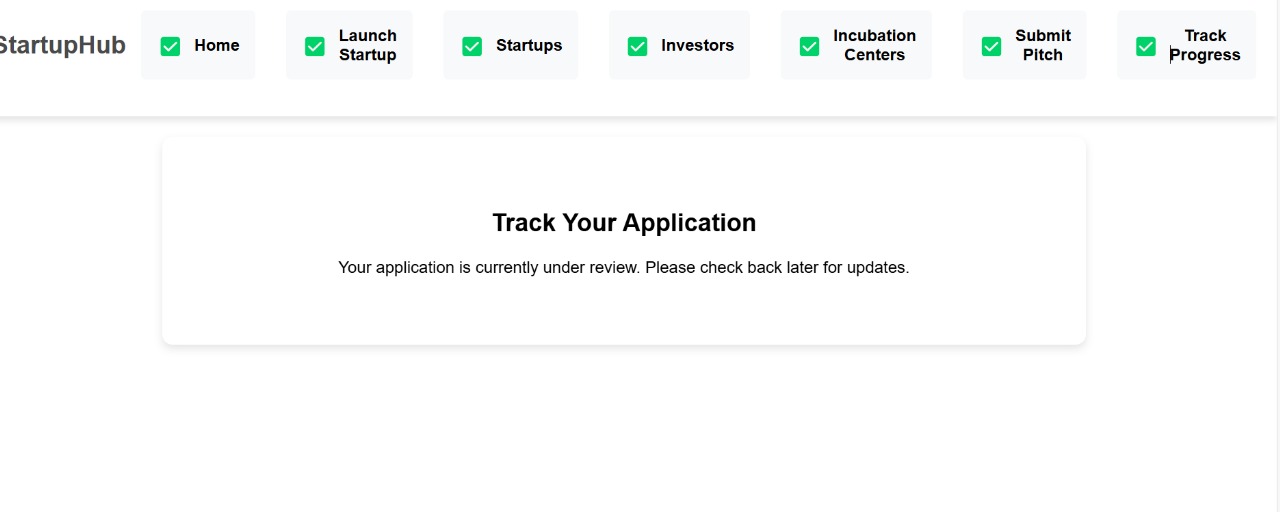 StartupHub
Home
Launch
Startup
Startups
Investors
Incubation
Centers
Submit
Pitch
Track
Progress
Track Your Application
Your application is currently under review. Please check back later for updates.